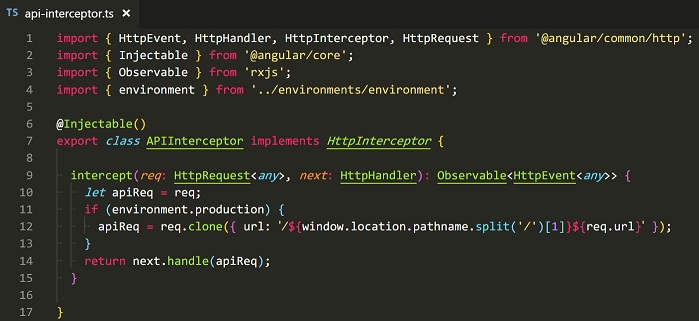 TS api-interceptor.ts ×
1 import { HttpEvent, HttpHandler, HttpInterceptor, HttpRequest } from '@angular/common/http';
2 import { Injectable } from '@angular/core';
3 import { Observable } from 'rxjs';
4 import { environment } from '../environments/environment';
5
6 @Injectable()
7 export class APIInterceptor implements HttpInterceptor {
8
9 intercept(req: HttpRequest<any>, next: HttpHandler): Observable<HttpEvent<any>> {
10 let apiReq = req;
11 if (environment.production) {
12 apiReq = req.clone({ url: `/${window.location.pathname.split('/')[1]}${req.url}` });
13 }
14 return next.handle(apiReq);
15 }
16
17 }